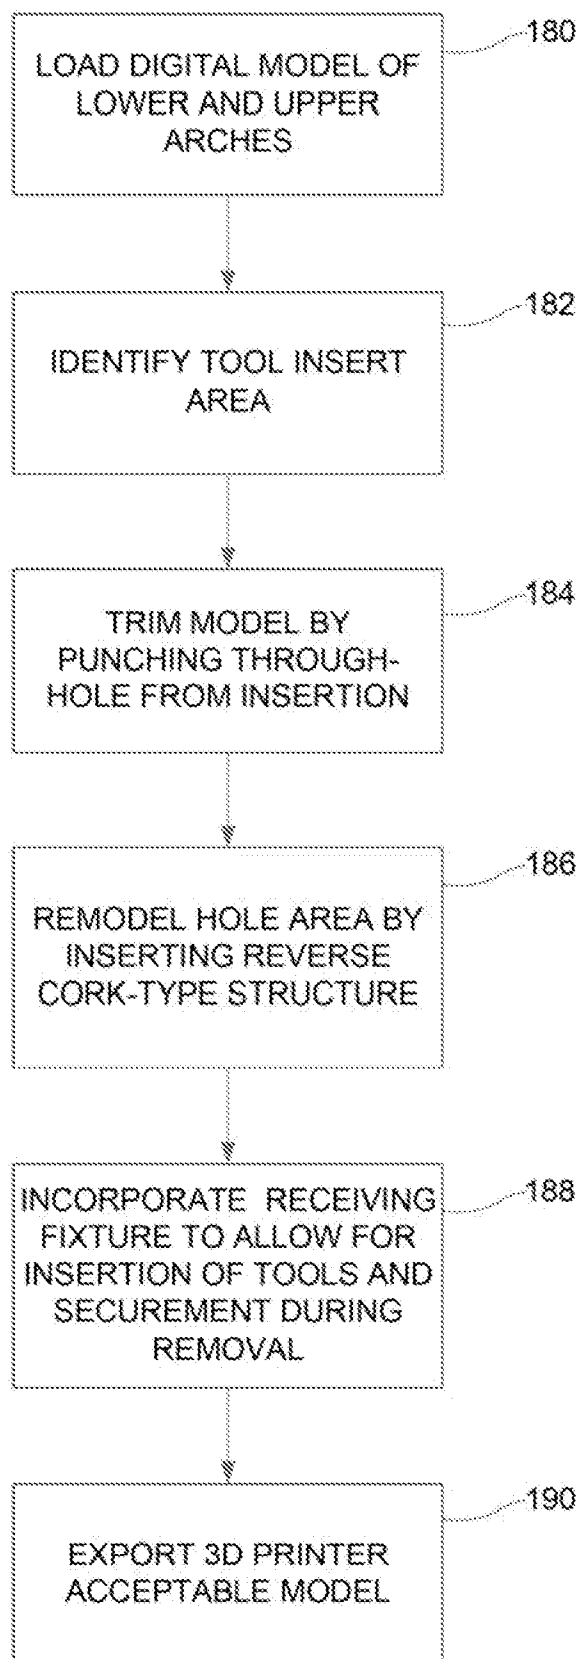 180
LOAD DIGITAL MODEL OF
LOWER AND UPPER
ARCHES
182
IDENTIFY TOOL INSERT
AREA
184
TRIM MODEL BY
PUNCHING THROUGH-
HOLE FROM INSERTION
186
REMODEL HOLE AREA BY
INSERTING REVERSE
CORK-TYPE STRUCTURE
188
INCORPORATE RECEIVING
FIXTURE TO ALLOW FOR
INSERTION OF TOOLS AND
SECUREMENT DURING
REMOVAL
190
EXPORT 3D PRINTER
ACCEPTABLE MODEL